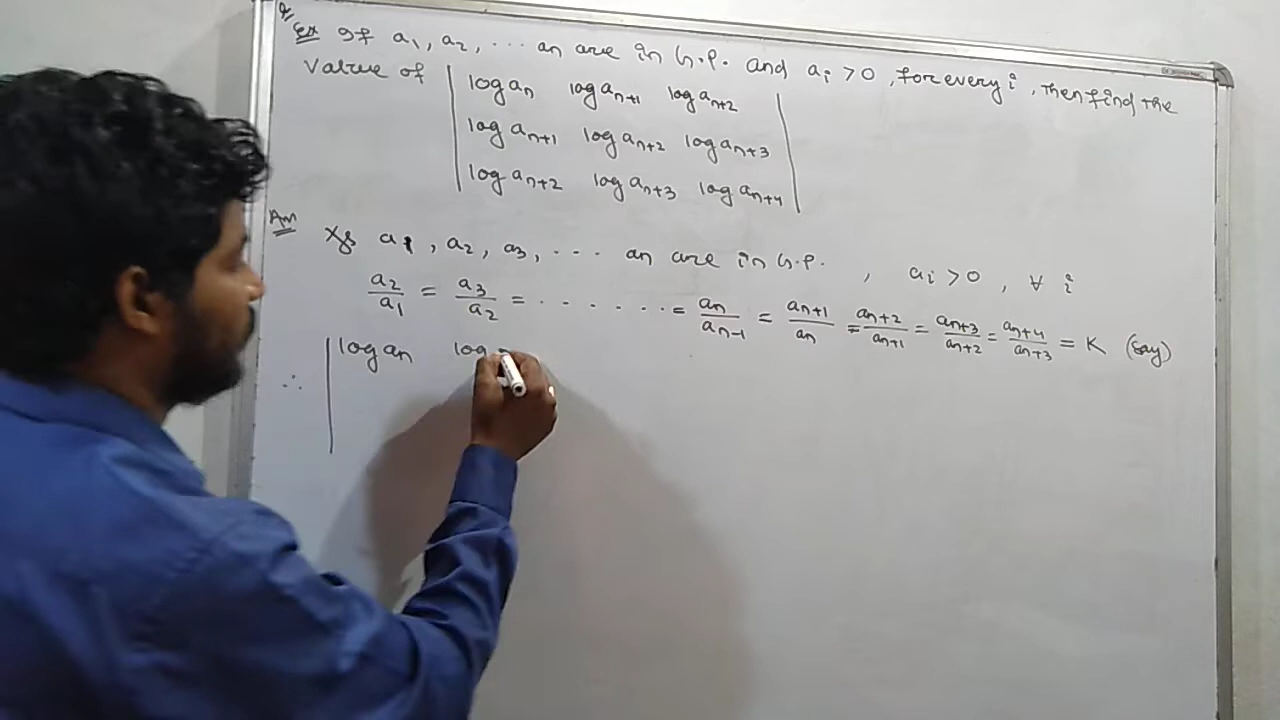 Q/
Ex If a₁, a₂, ... an are in G.P. and aᵢ > 0, for every i, then find the
value of | log aₙ log aₙ₊₁ log aₙ₊₂ |
| log aₙ₊₁ log aₙ₊₂ log aₙ₊₃ |
| log aₙ₊₂ log aₙ₊₃ log aₙ₊₄ |
Ans If a₁, a₂, a₃, ... an are in G.P. , aᵢ > 0, ∀ i
a₂/a₁ = a₃/a₂ = . . . . . . = aₙ/aₙ₋₁ = aₙ₊₁/aₙ = aₙ₊₂/aₙ₊₁ = aₙ₊₃/aₙ₊₂ = aₙ₊₄/aₙ₊₃ = K (say)
∴ | log aₙ log